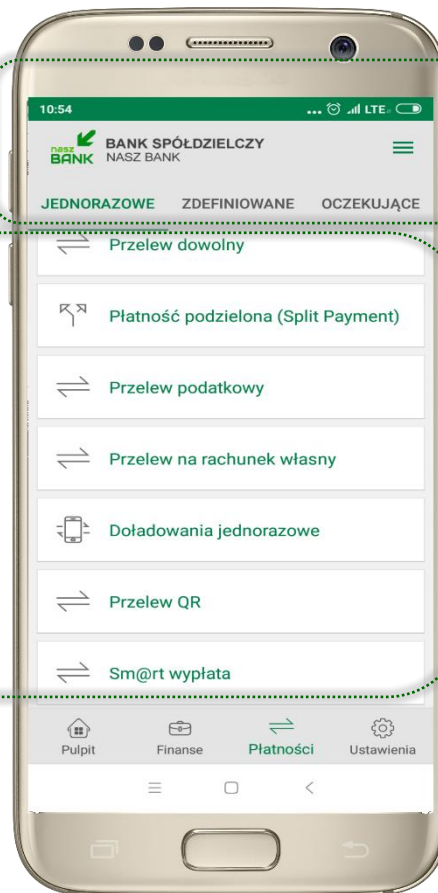 10:54
... LTE
nasz
BANK
BANK SPÓŁDZIELCZY
NASZ BANK
JEDNORAZOWE ZDEFINIOWANE OCZEKUJĄCE
Przelew dowolny
Płatność podzielona (Split Payment)
Przelew podatkowy
Przelew na rachunek własny
Doładowania jednorazowe
Przelew QR
Sm@rt wypłata
Pulpit Finanse Płatności Ustawienia